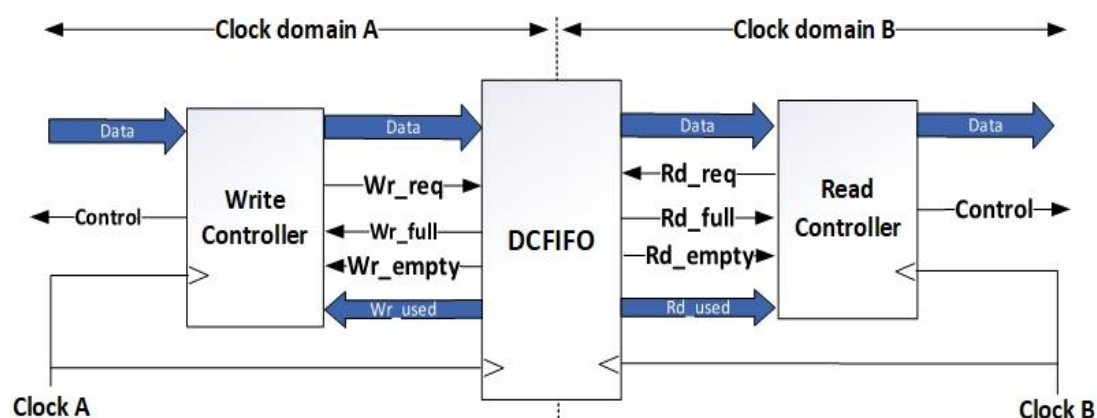 Clock domain A
Clock domain B
Data
Data
Data
Data
Wr_req
Rd_req
Control
Write
Controller
Wr_full
DCFIFO
Rd_full
Read
Controller
Control
Wr_empty
Rd_empty
Wr_used
Rd_used
Clock A
Clock B